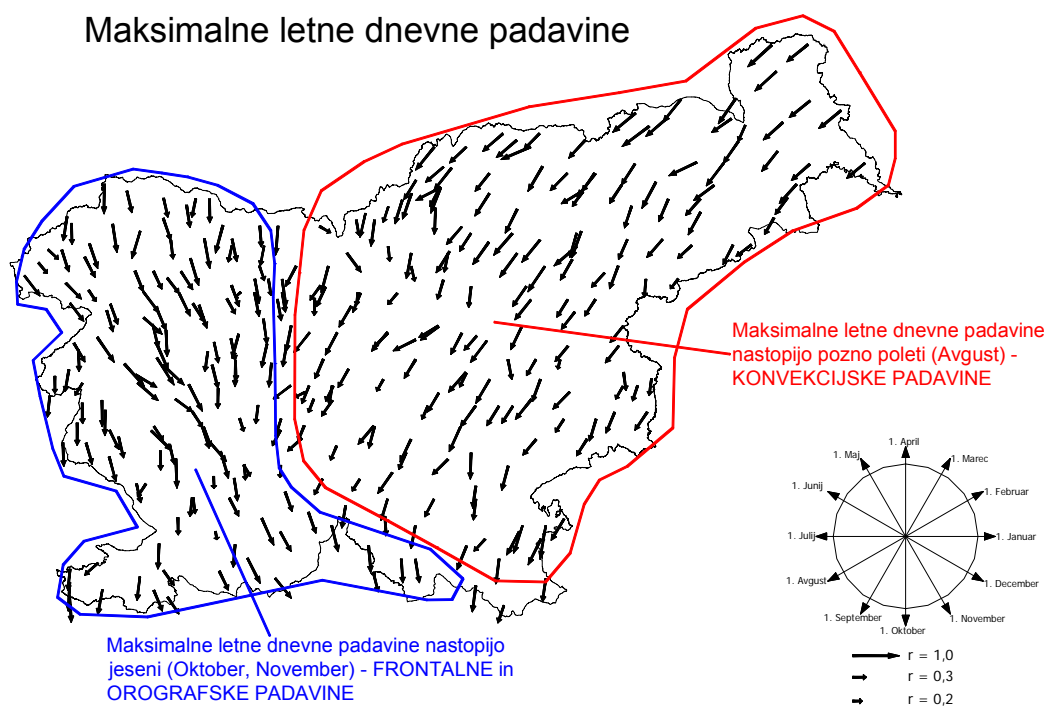 Maksimalne letne dnevne padavine
Maksimalne letne dnevne padavine
nastopijo pozno poleti (Avgust) -
KONVEKCIJSKE PADAVINE
1. April
1. Maj
1. Marec
1. Junij
1. Februar
1. Julij
1. Januar
1. Avgust
1. December
1. September
1. November
1. Oktober
Maksimalne letne dnevne padavine nastopijo
jeseni (Oktober, November) - FRONTALNE in
OROGRAFSKE PADAVINE
r = 1,0
r = 0,3
r = 0,2